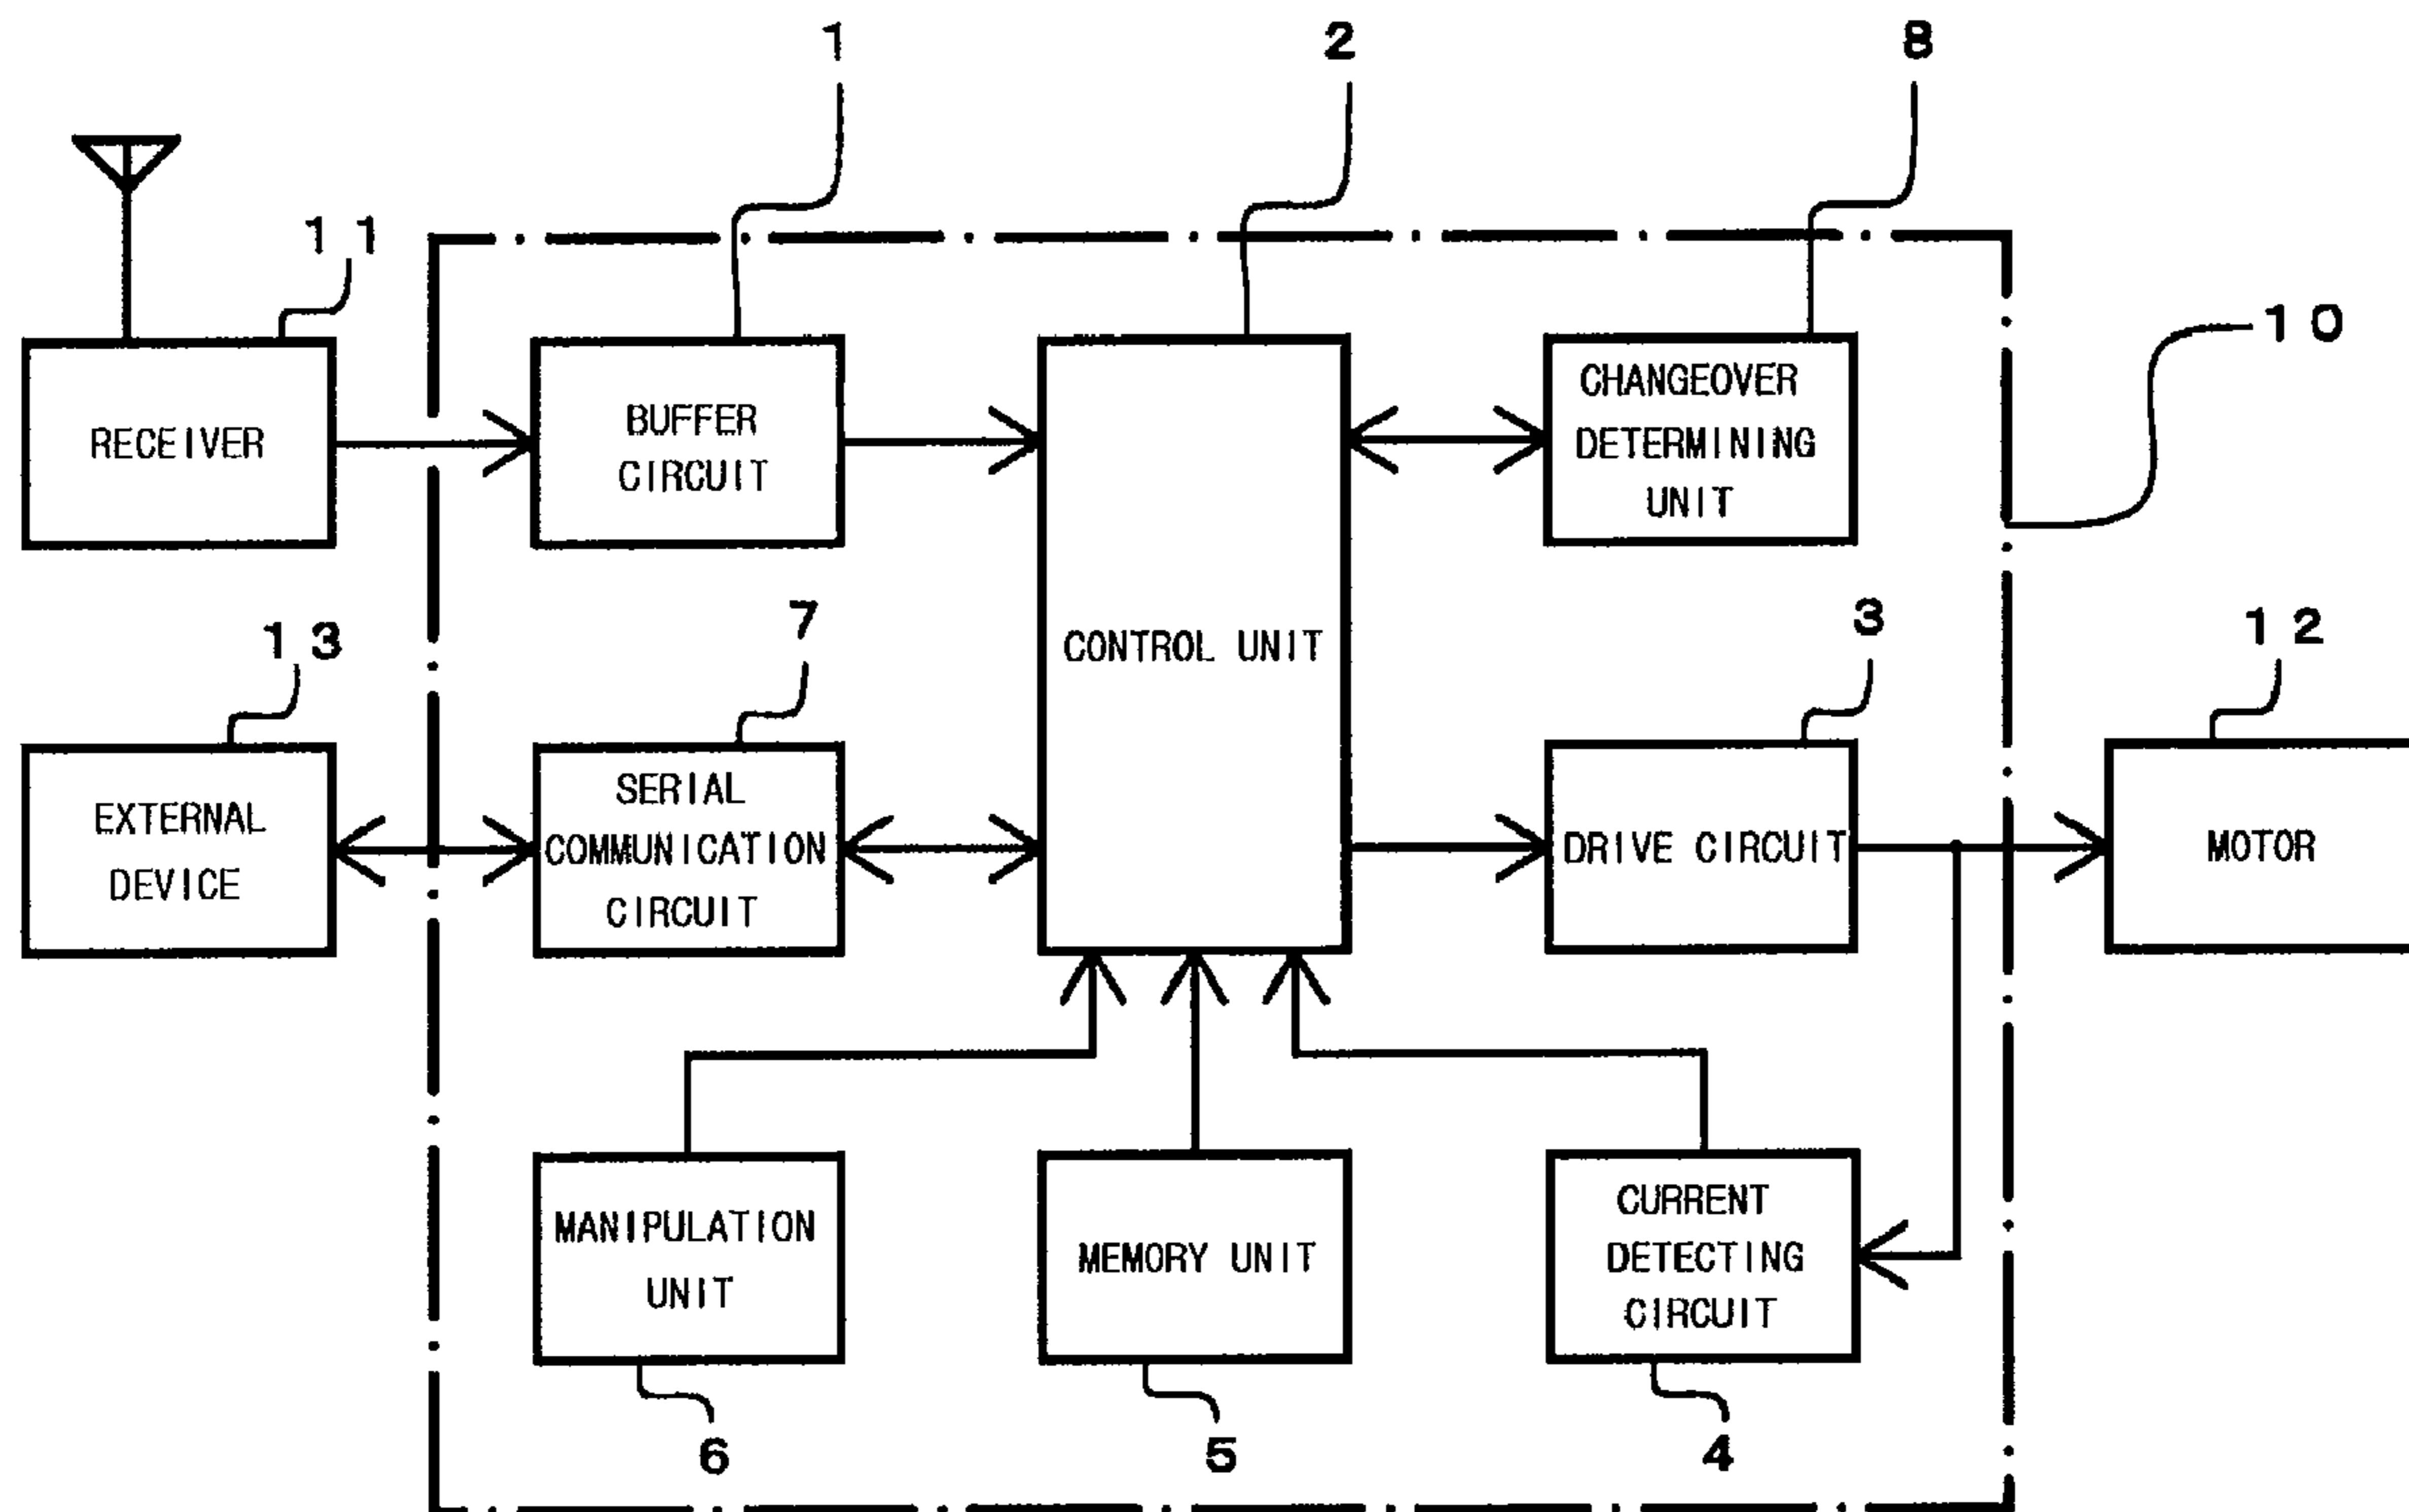 1
2
8
11
10
RECEIVER
BUFFER
CIRCUIT
CONTROL UNIT
CHANGEOVER
DETERMINING
UNIT
13
7
3
12
EXTERNAL
DEVICE
SERIAL
COMMUNICATION
CIRCUIT
DRIVE CIRCUIT
MOTOR
MANIPULATION
UNIT
MEMORY UNIT
CURRENT
DETECTING
CIRCUIT
6
5
4